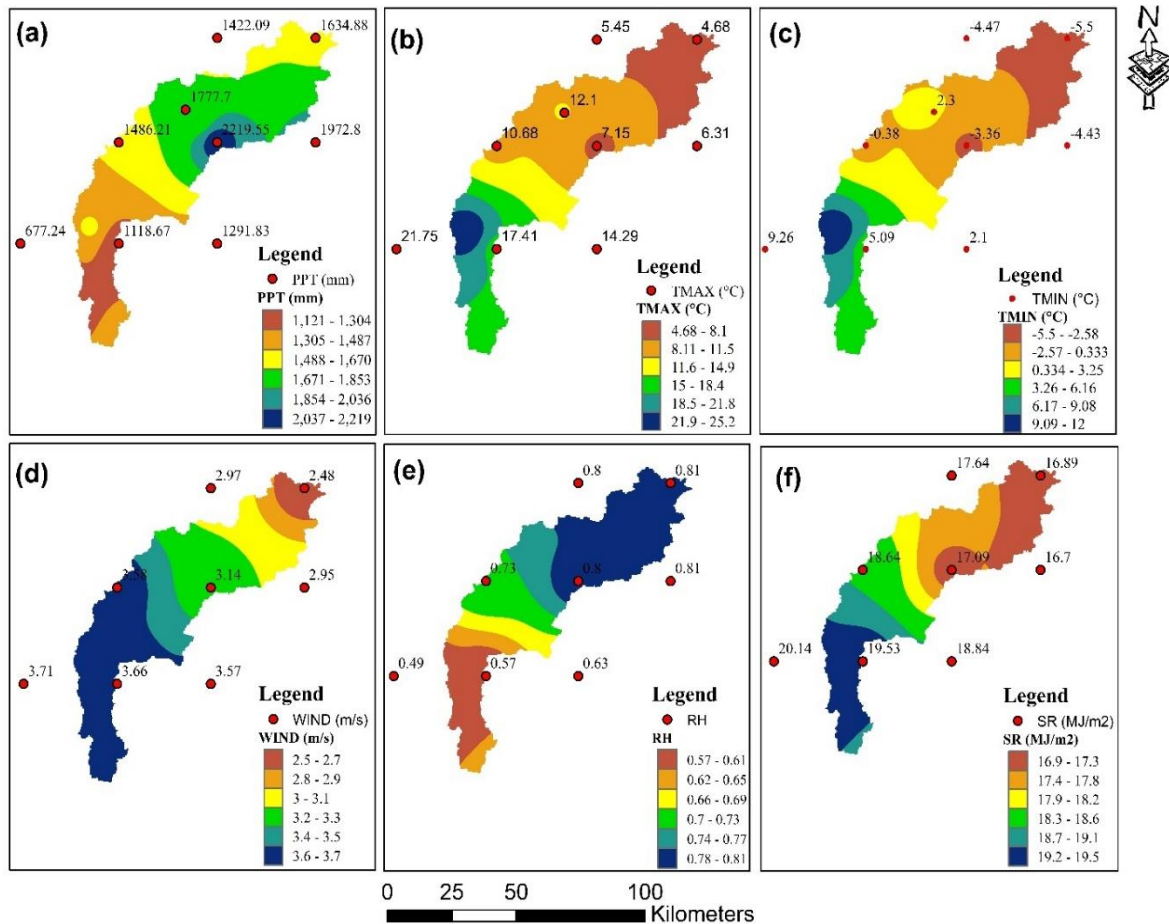 N
(a)
1422.09
1634.88
1777.7
1486.21
2219.55
1972.8
677.24
1118.67
1291.83
Legend
PPT (mm)
PPT (mm)
1,121 - 1.304
1,305 - 1,487
1,488 - 1,670
1,671 - 1,853
1,854 - 2,036
2,037 - 2,219
(b)
5.45
4.68
12.1
10.68
7.15
6.31
21.75
17.41
14.29
Legend
TMAX (°C)
TMAX (°C)
4.68 - 8.1
8.11 - 11.5
11.6 - 14.9
15 - 18.4
18.5 - 21.8
21.9 - 25.2
(c)
-4.47
-5.5
2.3
-0.38
-3.36
-4.43
9.26
5.09
2.1
Legend
TMIN (°C)
TMIN (°C)
-5.5 - -2.58
-2.57 - 0.333
0.334 - 3.25
3.26 - 6.16
6.17 - 9.08
9.09 - 12
(d)
2.97
2.48
3.58
3.14
2.95
3.71
3.66
3.57
Legend
WIND (m/s)
WIND (m/s)
2.5 - 2.7
2.8 - 2.9
3 - 3.1
3.2 - 3.3
3.4 - 3.5
3.6 - 3.7
(e)
0.8
0.81
0.73
0.8
0.81
0.49
0.57
0.63
Legend
RH
RH
0.57 - 0.61
0.62 - 0.65
0.66 - 0.69
0.7 - 0.73
0.74 - 0.77
0.78 - 0.81
(f)
17.64
16.89
18.64
17.09
16.7
20.14
19.53
18.84
Legend
SR (MJ/m2)
SR (MJ/m2)
16.9 - 17.3
17.4 - 17.8
17.9 - 18.2
18.3 - 18.6
18.7 - 19.1
19.2 - 19.5
0 25 50 100
Kilometers